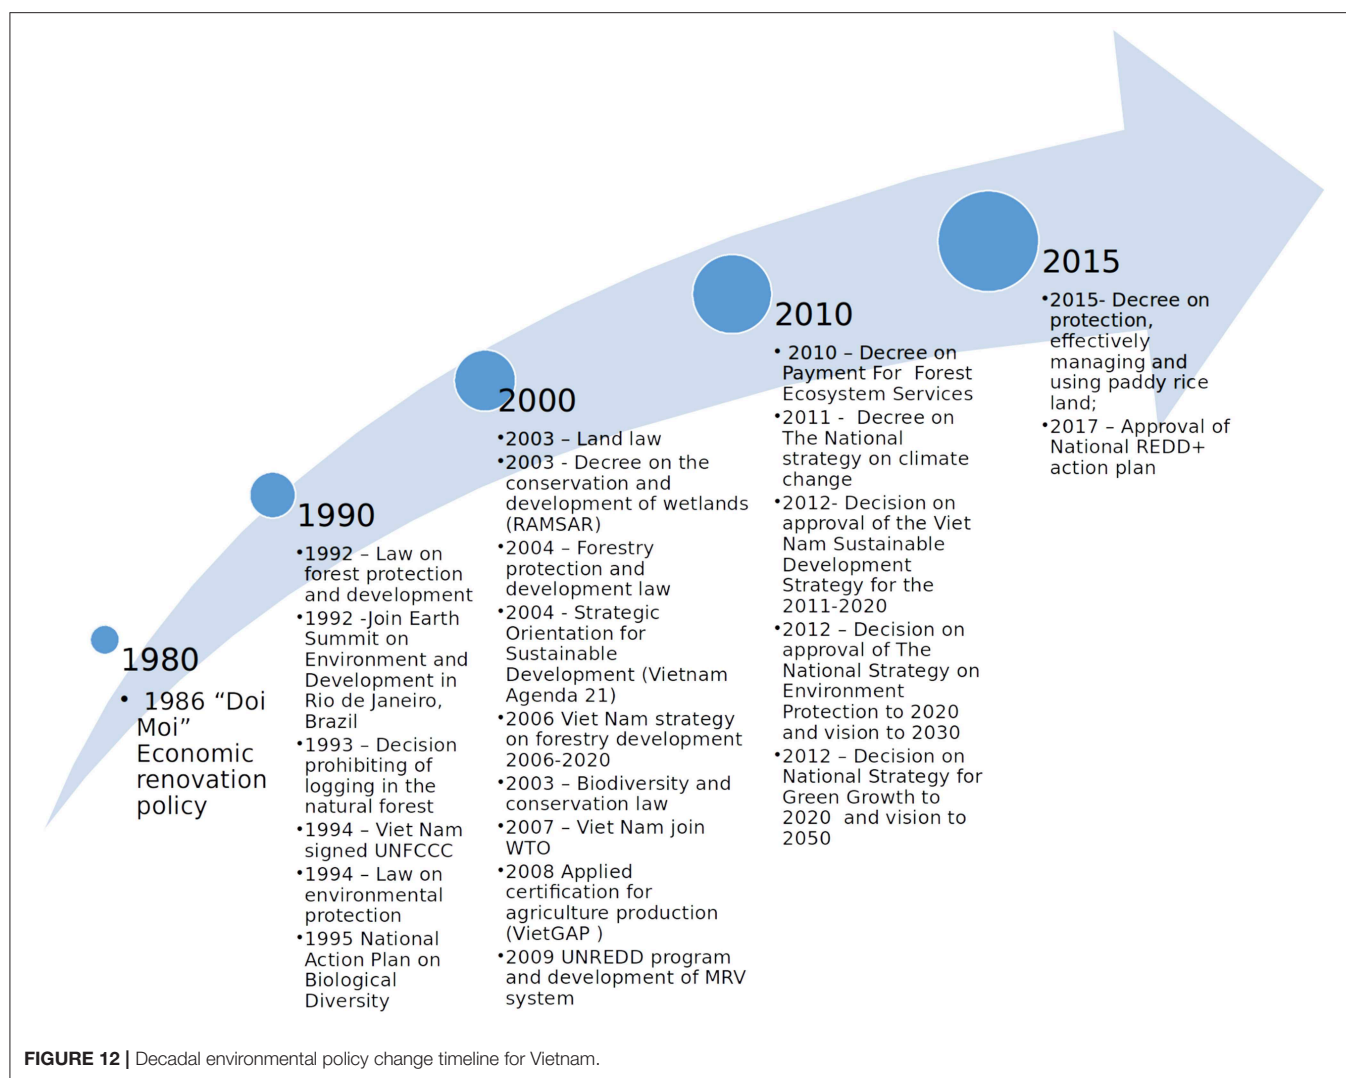 1980
• 1986 “Doi
Moi”
Economic
renovation
policy
1990
•1992 – Law on
forest protection
and development
•1992 -Join Earth
Summit on
Environment and
Development in
Rio de Janeiro,
Brazil
•1993 – Decision
prohibiting of
logging in the
natural forest
•1994 – Viet Nam
signed UNFCCC
•1994 – Law on
environmental
protection
•1995 National
Action Plan on
Biological
Diversity
2000
•2003 – Land law
•2003 - Decree on the
conservation and
development of wetlands
(RAMSAR)
•2004 – Forestry
protection and
development law
•2004 - Strategic
Orientation for
Sustainable
Development (Vietnam
Agenda 21)
•2006 Viet Nam strategy
on forestry development
2006-2020
•2003 – Biodiversity and
conservation law
•2007 – Viet Nam join
WTO
•2008 Applied
certification for
agriculture production
(VietGAP )
•2009 UNREDD program
and development of MRV
system
2010
• 2010 – Decree on
Payment For  Forest
Ecosystem Services
•2011 -  Decree on
The National
strategy on climate
change
•2012- Decision on
approval of the Viet
Nam Sustainable
Development
Strategy for the
2011-2020
•2012 – Decision on
approval of The
National Strategy on
Environment
Protection to 2020
and vision to 2030
•2012 – Decision on
National Strategy for
Green Growth to
2020  and vision to
2050
2015
•2015- Decree on
protection,
effectively
managing and
using paddy rice
land;
•2017 – Approval of
National REDD+
action plan
FIGURE 12 | Decadal environmental policy change timeline for Vietnam.